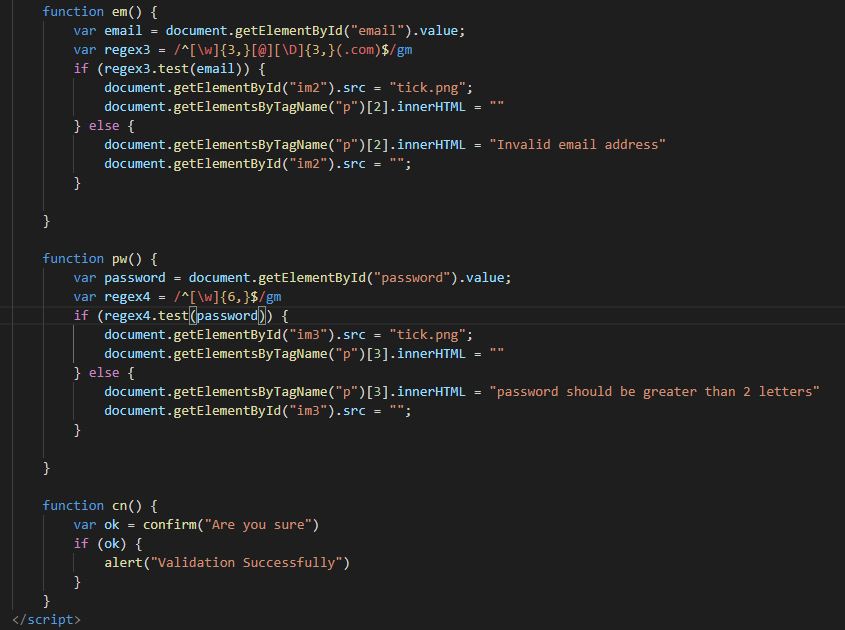 function em() {
var email = document.getElementById("email").value;
var regex3 = /^[\w]{3,}[@][\D]{3,}(.com)$/gm
if (regex3.test(email)) {
document.getElementById("im2").src = "tick.png";
document.getElementsByTagName("p")[2].innerHTML = ""
} else {
document.getElementsByTagName("p")[2].innerHTML = "Invalid email address"
document.getElementById("im2").src = "";
}
}
function pw() {
var password = document.getElementById("password").value;
var regex4 = /^[\w]{6,}$/gm
if (regex4.test(password)) {
document.getElementById("im3").src = "tick.png";
document.getElementsByTagName("p")[3].innerHTML = ""
} else {
document.getElementsByTagName("p")[3].innerHTML = "password should be greater than 2 letters"
document.getElementById("im3").src = "";
}
}
function cn() {
var ok = confirm("Are you sure")
if (ok) {
alert("Validation Successfully")
}
}
</script>